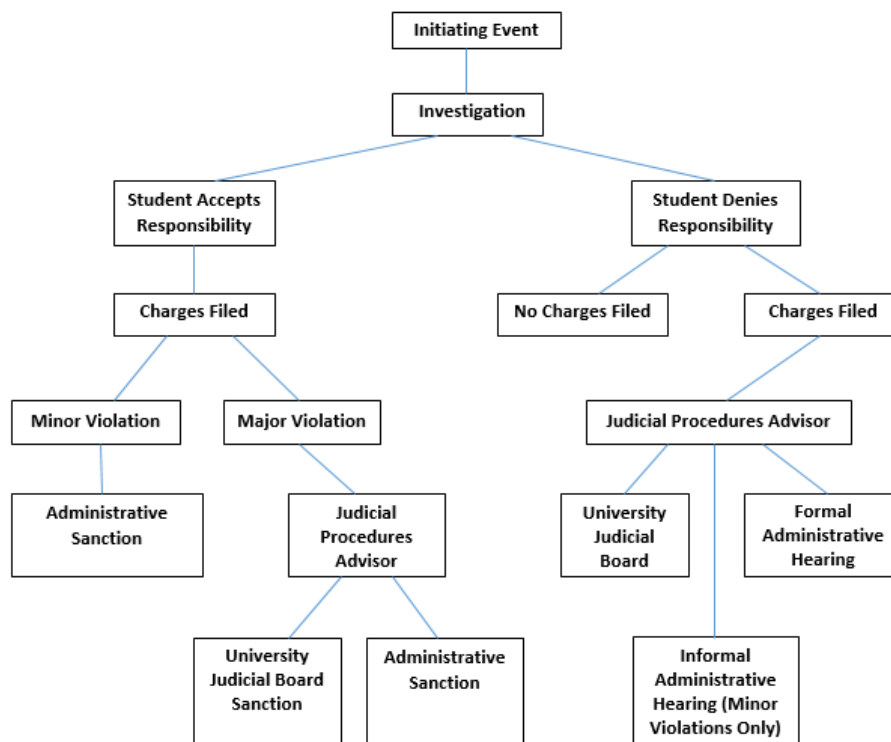 Initiating Event
Investigation
Student Accepts
Responsibility
Student Denies
Responsibility
Charges Filed
No Charges Filed
Charges Filed
Minor Violation
Major Violation
Judicial Procedures Advisor
Administrative
Sanction
Judicial
Procedures
Advisor
University
Judicial
Board
Formal
Administrative
Hearing
University
Judicial Board
Sanction
Administrative
Sanction
Informal
Administrative
Hearing (Minor
Violations Only)